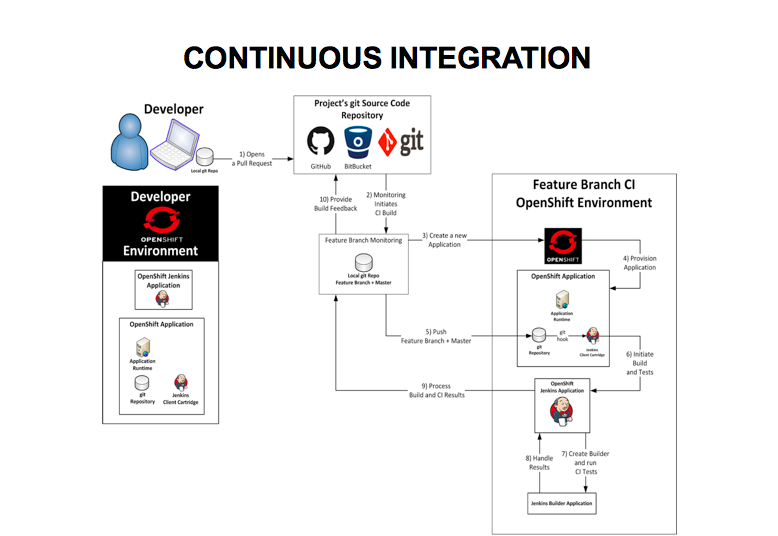 CONTINUOUS INTEGRATION
Developer
Local git Repo
1) Opens
a Pull Request
Project's git Source Code
Repository
GitHub
BitBucket
git
10) Provide
Build Feedback
2) Monitoring
Initiates
CI Build
Developer
OPENSHIFT
Environment
OpenShift Jenkins
Application
OpenShift Application
Application
Runtime
git
Repository
Jenkins
Client Cartridge
Feature Branch Monitoring
Local git Repo
Feature Branch + Master
3) Create a new
Application
Feature Branch CI
OpenShift Environment
OPENSHIFT
4) Provision
Application
OpenShift Application
Application
Runtime
git
Repository
git
hook
Jenkins
Client Cartridge
5) Push
Feature Branch + Master
6) Initiate
Build
and Tests
9) Process
Build and CI Results
OpenShift
Jenkins Application
8) Handle
Results
7) Create Builder
and run
CI Tests
Jenkins Builder Application